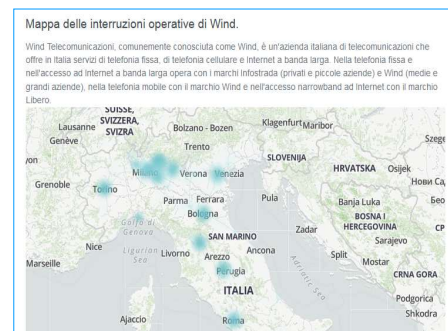 Mappa delle interruzioni operative di Wind.
Wind Telecomunicazioni, comunemente conosciuta come Wind, è un'azienda italiana di telecomunicazioni che
offre in Italia servizi di telefonia fissa, di telefonia cellulare e Internet a banda larga. Nella telefonia fissa e
nell'accesso ad Internet a banda larga opera con i marchi Infostrada (privati e piccole aziende) e Wind (medie e
grandi aziende), nella telefonia mobile con il marchio Wind e nell'accesso narrowband ad Internet con il marchio
Libero.
SUISSE,
SVIZZERA,
SVIZRA
Lausanne
Genève
Bolzano - Bozen
Klagenfurt
Maribor
Trento
SLOVENIJA
Szege
yon
Milano
Verona
Venezia
HRVATSKA
Osijek
Нови Са
Grenoble
Torino
Parma
Ferrara
Pula
Banja Luka
Бео
Bologna
BOSNA I
HERCEGOVINA
Golfo di
Genova
SAN MARINO
Zadar
Sarajevo
СР
Nice
Ligurian
Sea
Livorno
Arezzo
Ancona
Split
Mostar
Marseille
Perugia
Adriatic Sea
CRNA GORA
ITALIA
Podgorica
Ajaccio
Roma
Shkodra